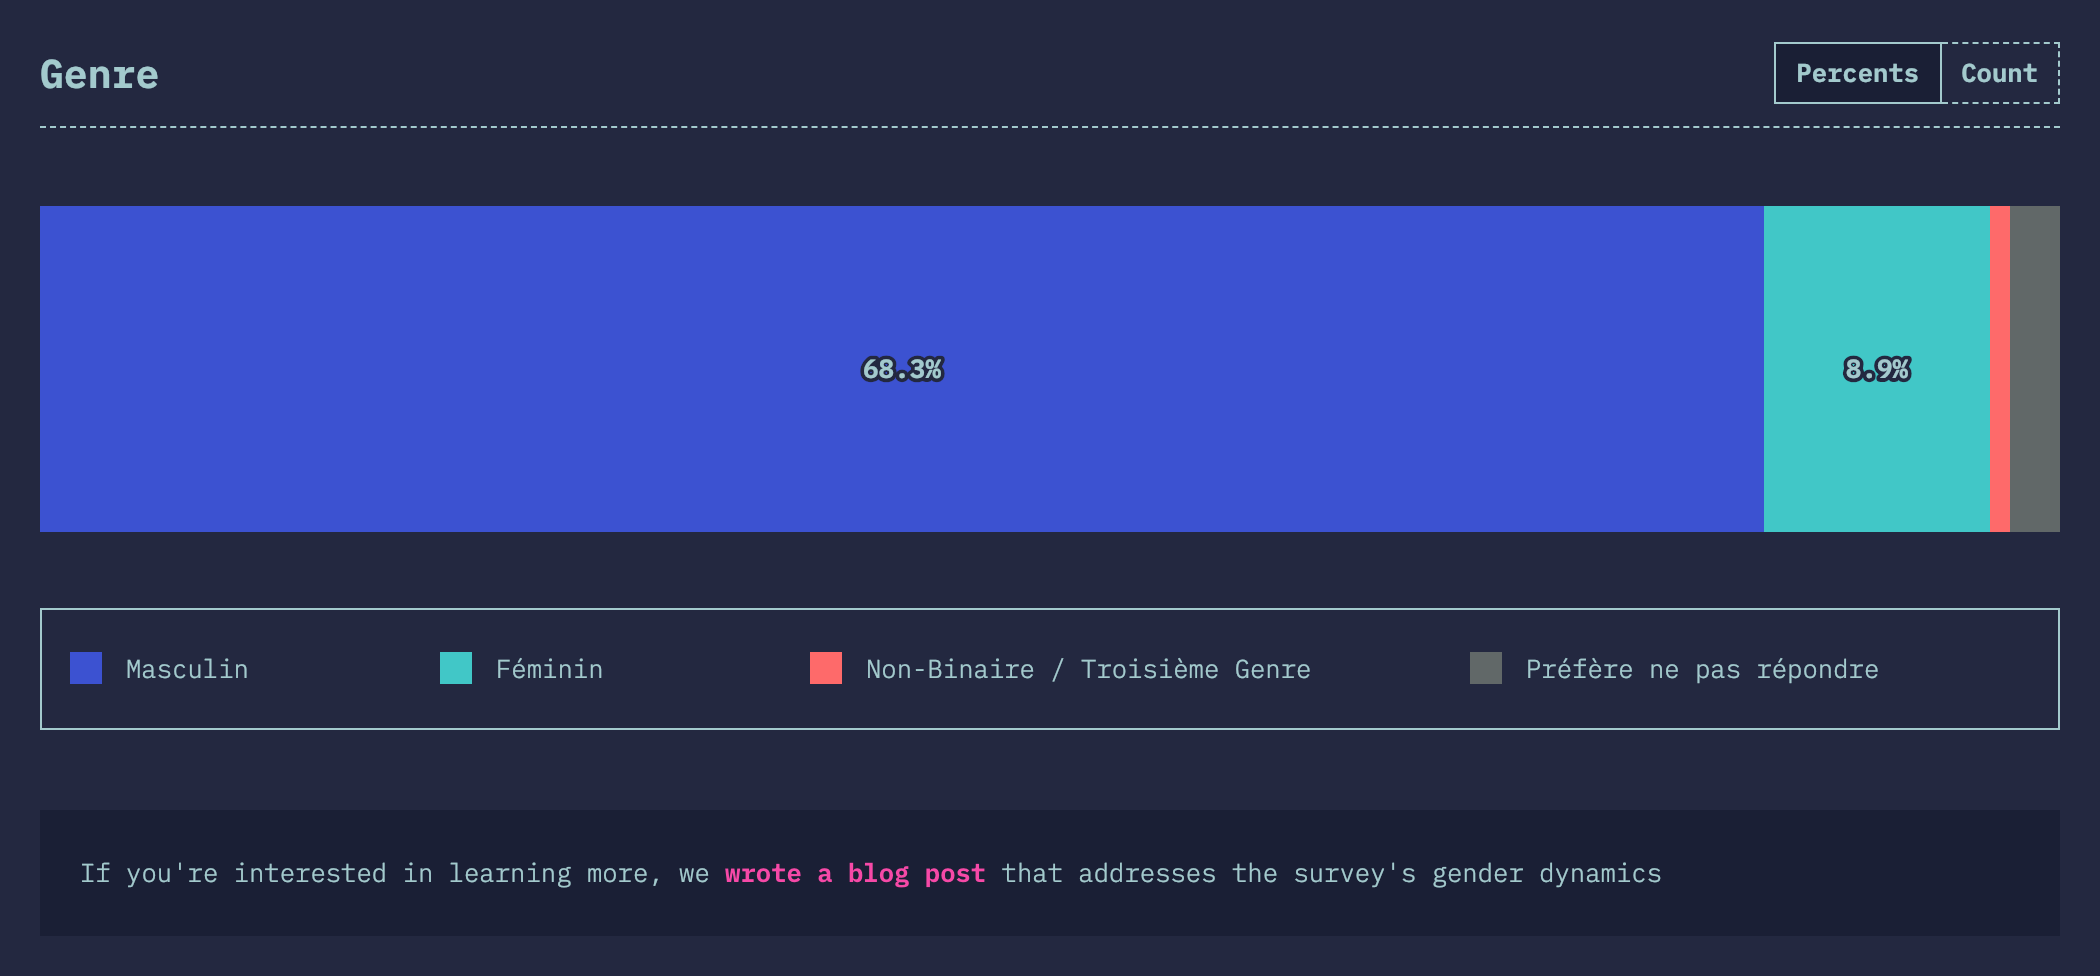 Genre
Percents Count
68.3% 8.9%
Masculin Féminin Non-Binaire / Troisième Genre Préfère ne pas répondre
If you're interested in learning more, we wrote a blog post that addresses the survey's gender dynamics